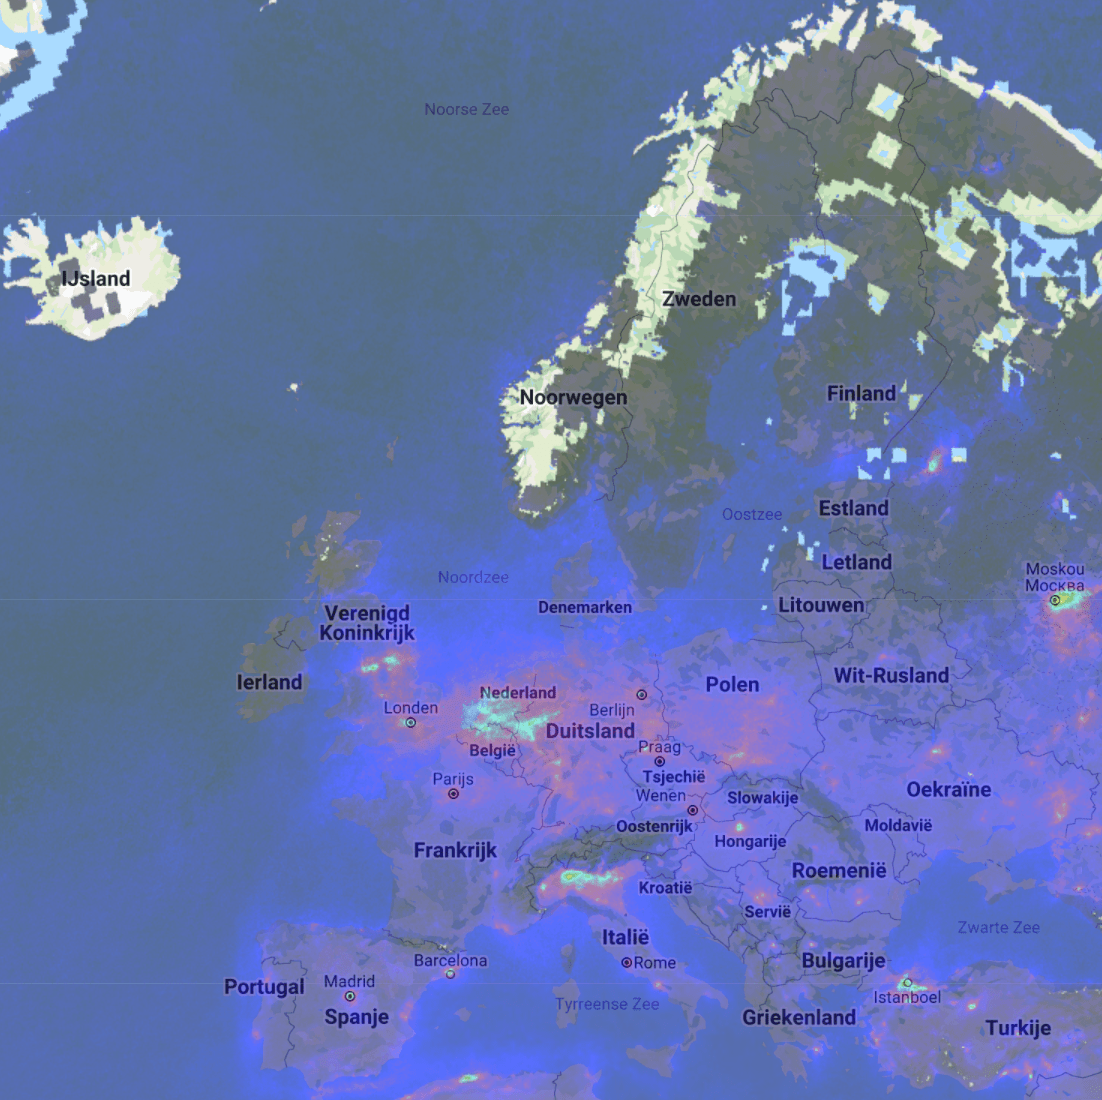 Noorse Zee
IJsland
Zweden
Noorwegen
Finland
Estland
Oostzee
Letland
Moskou
Москва
Noordzee
Denemarken
Litouwen
Verenigd
Koninkrijk
Ierland
Wit-Rusland
Nederland
Polen
Londen
Berlijn
Duitsland
België
Praag
Parijs
Tsjechië
Oekraïne
Wenen
Slowakije
Oostenrijk
Moldavië
Hongarije
Frankrijk
Roemenië
Kroatië
Servië
Zwarte Zee
Italië
Barcelona
Rome
Bulgarije
Portugal
Madrid
Istanboel
Tyrreense Zee
Spanje
Griekenland
Turkije